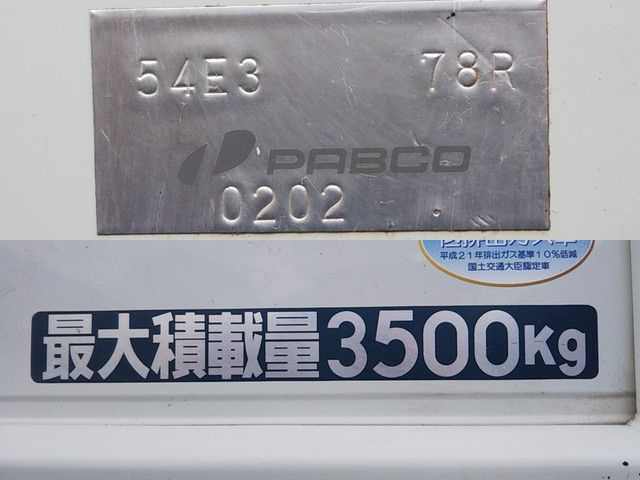 54E3 78R
PABCO
0202
平成21年排出ガス基準10%低減
国土交通大臣認定車
最大積載量3500Kg